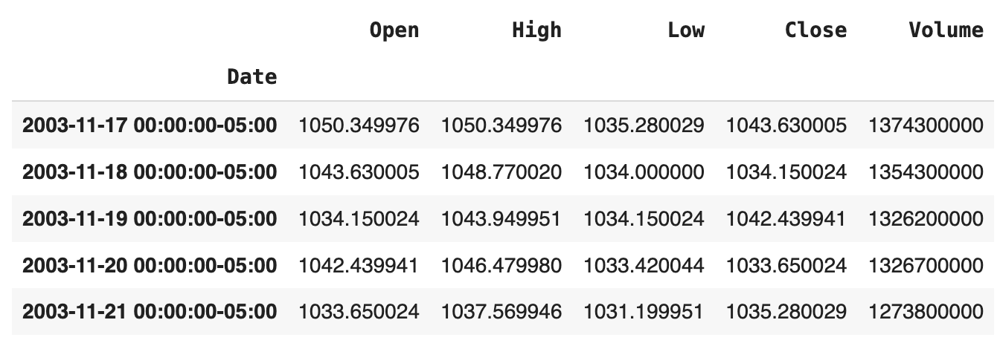 Open High Low Close Volume
Date
2003-11-17 00:00:00-05:00 1050.349976 1050.349976 1035.280029 1043.630005 1374300000
2003-11-18 00:00:00-05:00 1043.630005 1048.770020 1034.000000 1034.150024 1354300000
2003-11-19 00:00:00-05:00 1034.150024 1043.949951 1034.150024 1042.439941 1326200000
2003-11-20 00:00:00-05:00 1042.439941 1046.479980 1033.420044 1033.650024 1326700000
2003-11-21 00:00:00-05:00 1033.650024 1037.569946 1031.199951 1035.280029 1273800000